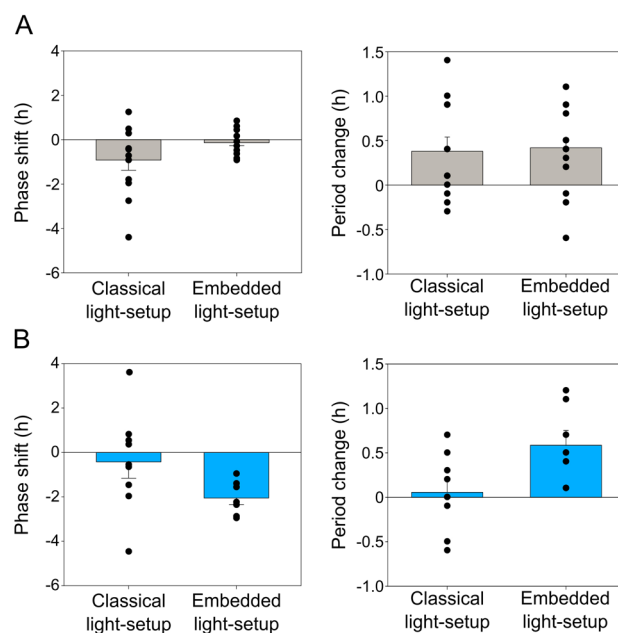 A
Phase shift (h)
4
2
0
-2
-4
-6
Classical
light-setup
Embedded
light-setup
Period change (h)
1.5
1.0
0.5
0
-0.5
-1.0
Classical
light-setup
Embedded
light-setup
B
Phase shift (h)
4
2
0
-2
-4
-6
Classical
light-setup
Embedded
light-setup
Period change (h)
1.5
1.0
0.5
0
-0.5
-1.0
Classical
light-setup
Embedded
light-setup